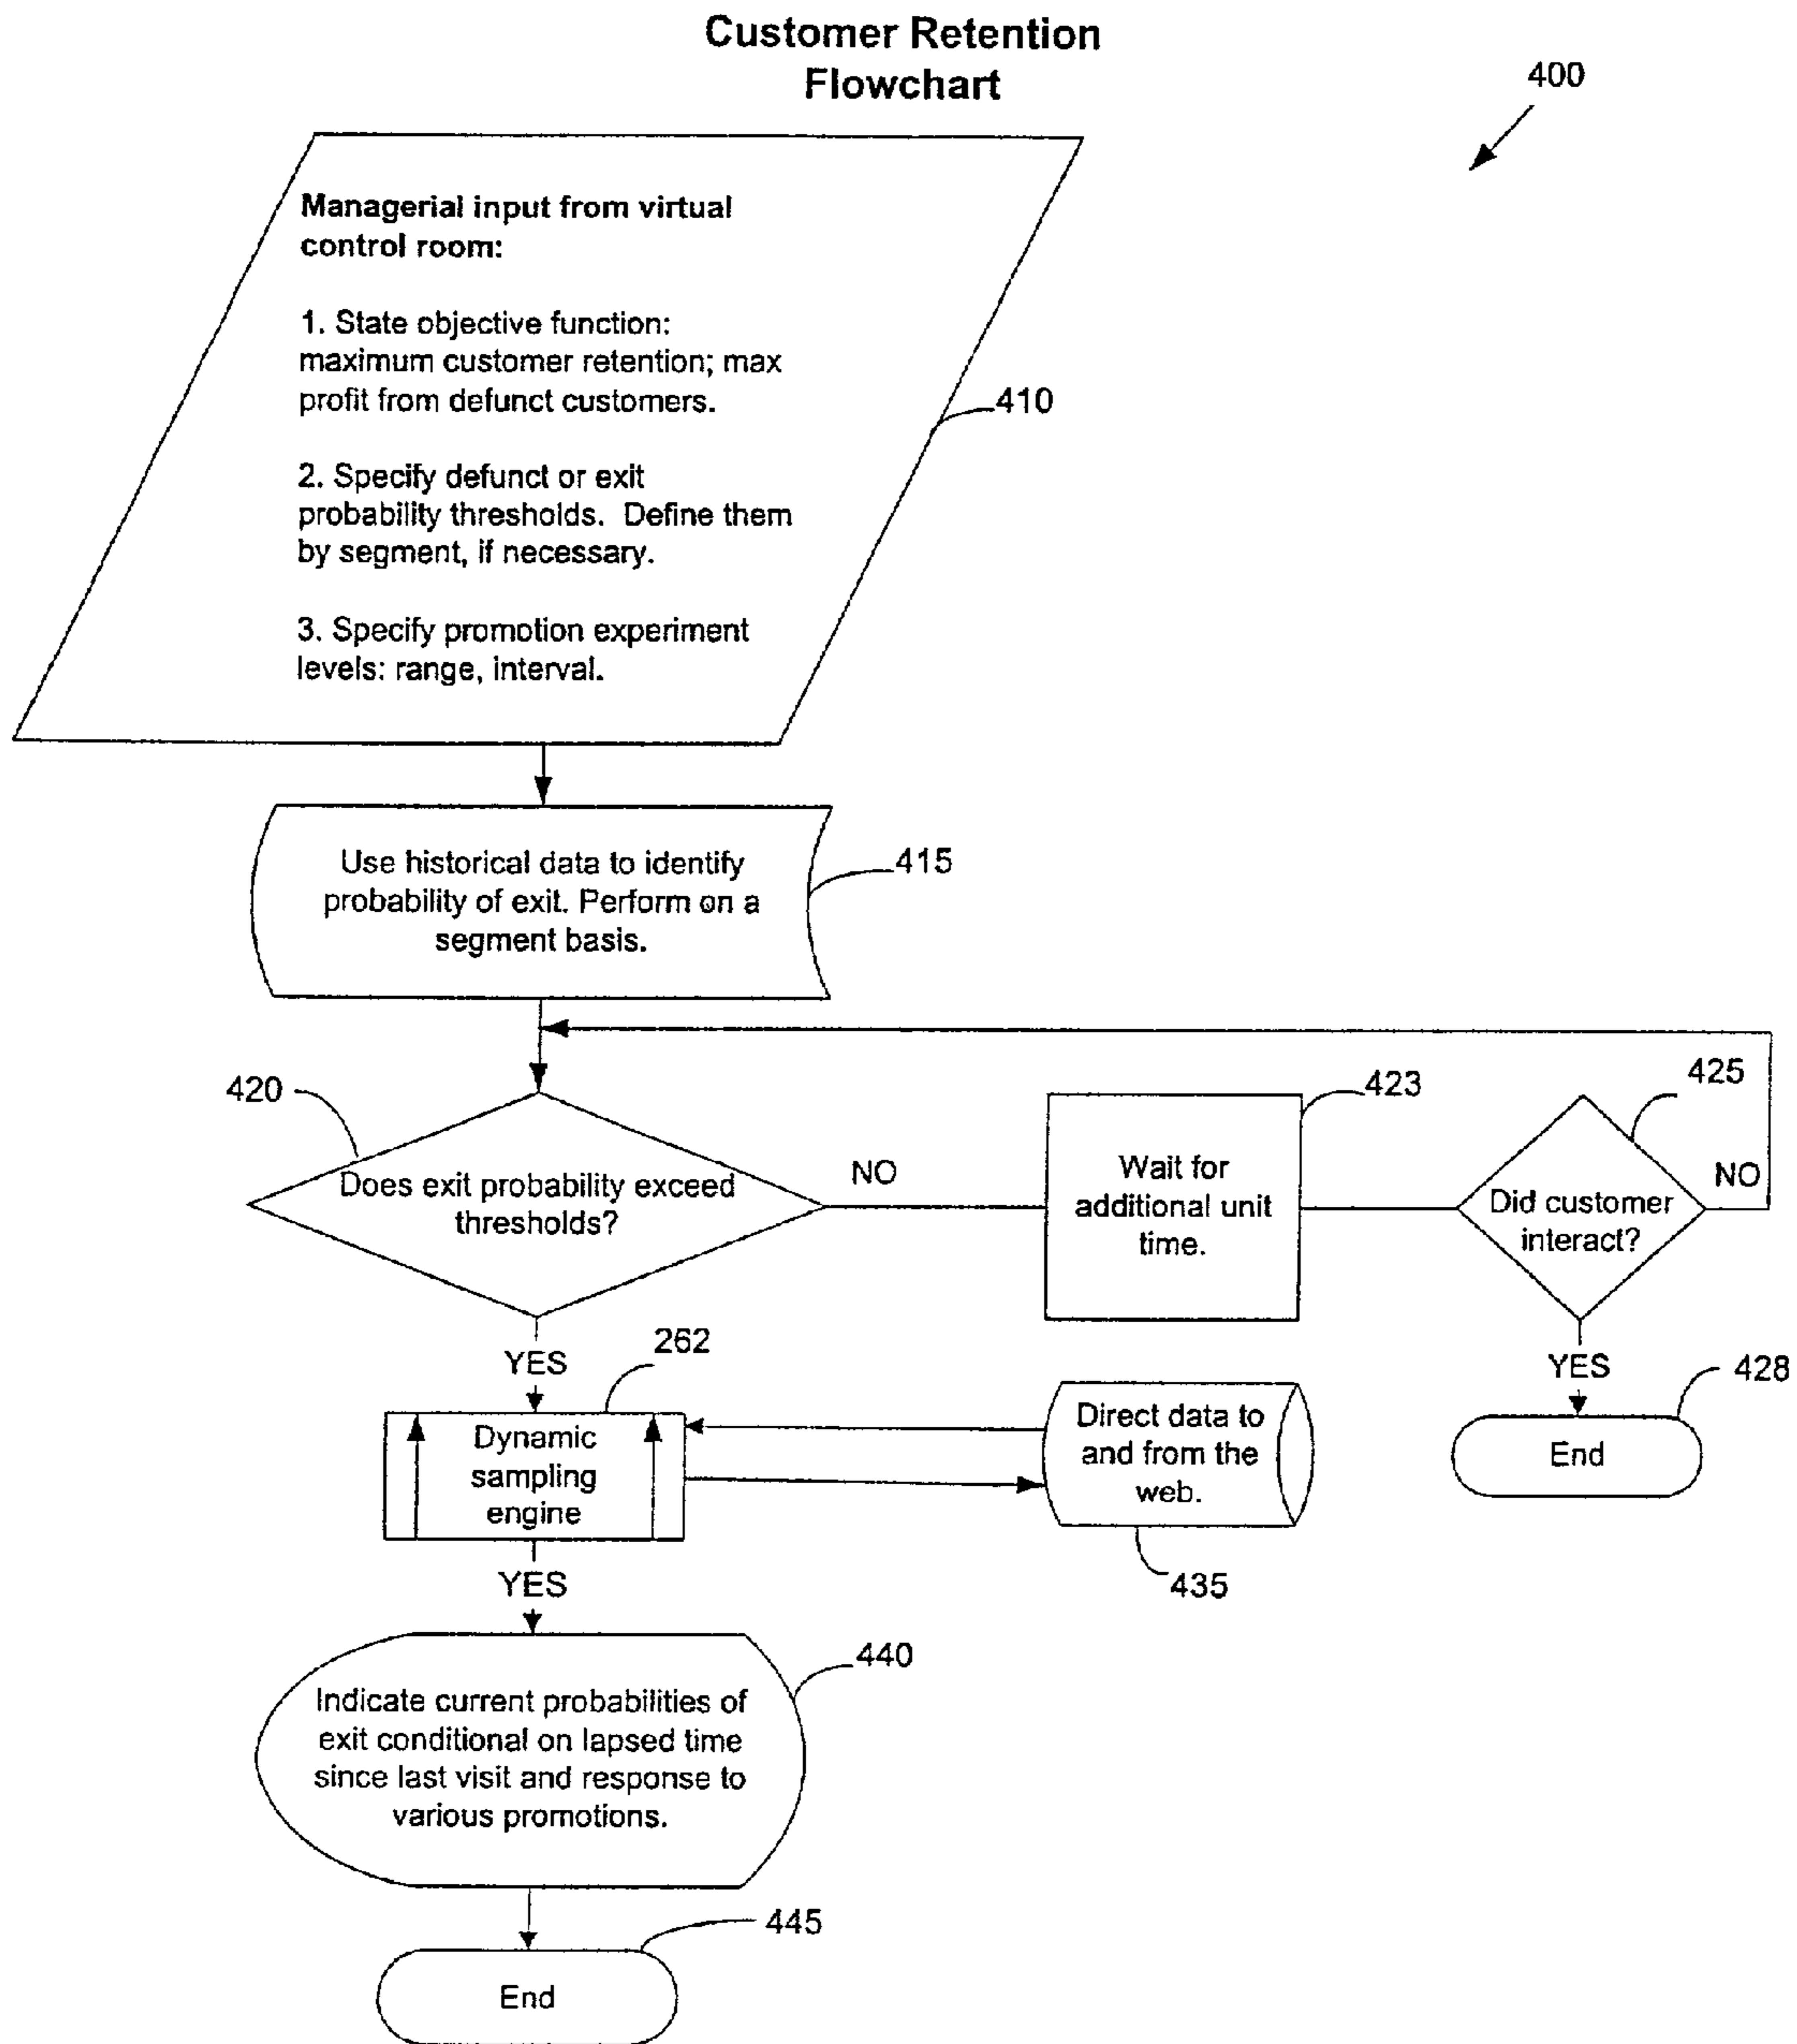 Customer Retention
Flowchart
400
Managerial input from virtual
control room:
1. State objective function:
maximum customer retention; max
profit from defunct customers.
410
2. Specify defunct or exit
probability thresholds. Define them
by segment, if necessary.
3. Specify promotion experiment
levels: range, interval.
Use historical data to identify
probability of exit. Perform on a
segment basis.
415
420
Does exit probability exceed
thresholds?
NO
423
Wait for
additional unit
time.
425
Did customer
interact?
NO
YES
262
Dynamic
sampling
engine
Direct data to
and from the
web.
435
YES
428
End
YES
440
Indicate current probabilities of
exit conditional on lapsed time
since last visit and response to
various promotions.
445
End